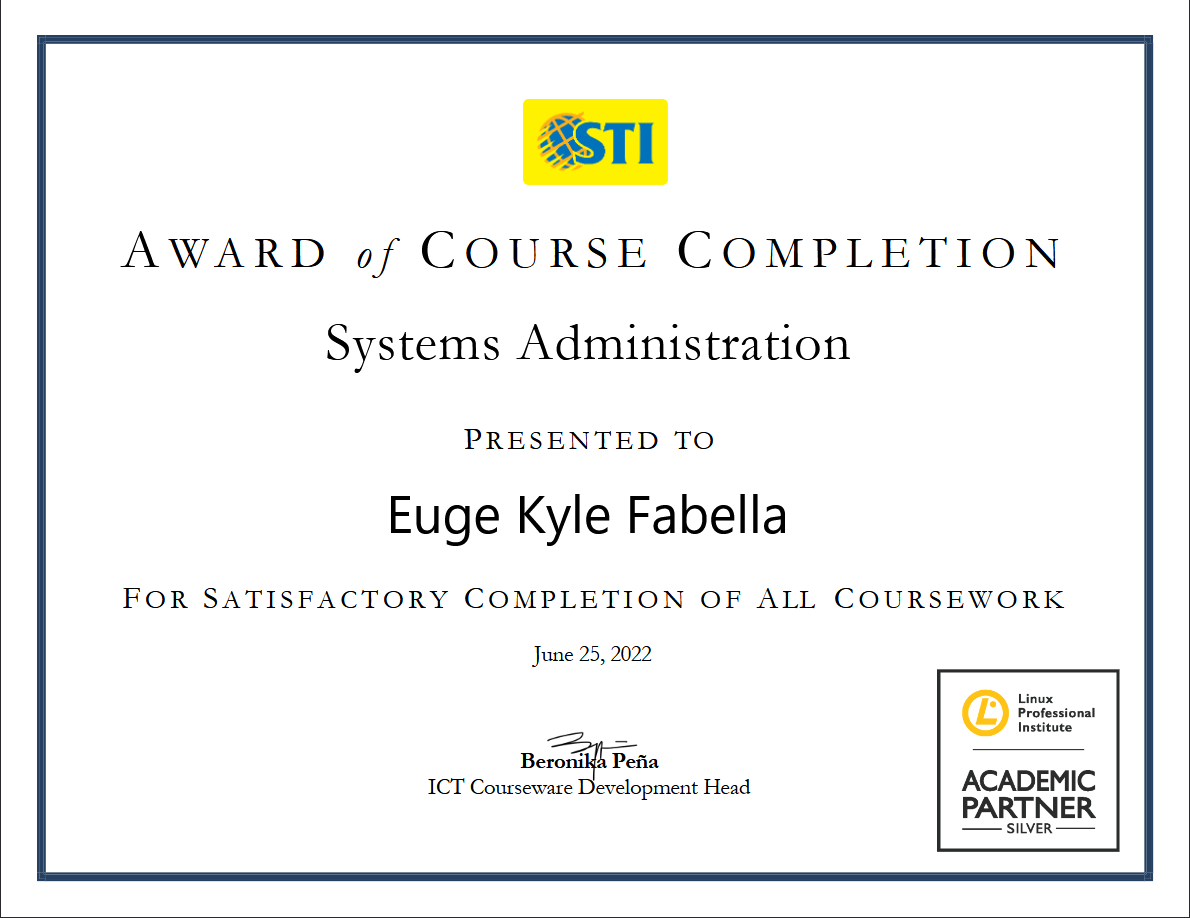 STI
AWARD of COURSE COMPLETION
Systems Administration
PRESENTED TO
Euge Kyle Fabella
FOR SATISFACTORY COMPLETION OF ALL COURSEWORK
June 25, 2022
Beronika Peña
ICT Courseware Development Head
Linux
Professional
Institute
ACADEMIC
PARTNER
SILVER